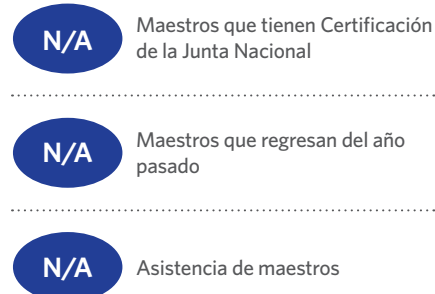 N/A
Maestros que tienen Certificación
de la Junta Nacional
N/A
Maestros que regresan del año
pasado
N/A
Asistencia de maestros